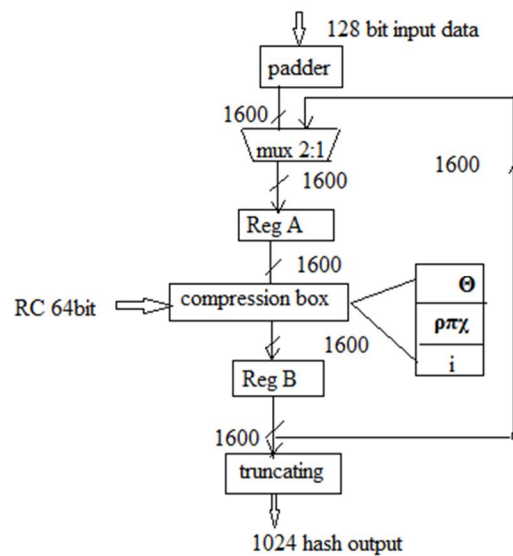 128 bit input data
padder
1600
mux 2:1
1600
1600
Reg A
1600
RC 64bit
compression box
Θ
ρπχ
i
1600
Reg B
1600
truncating
1024 hash output